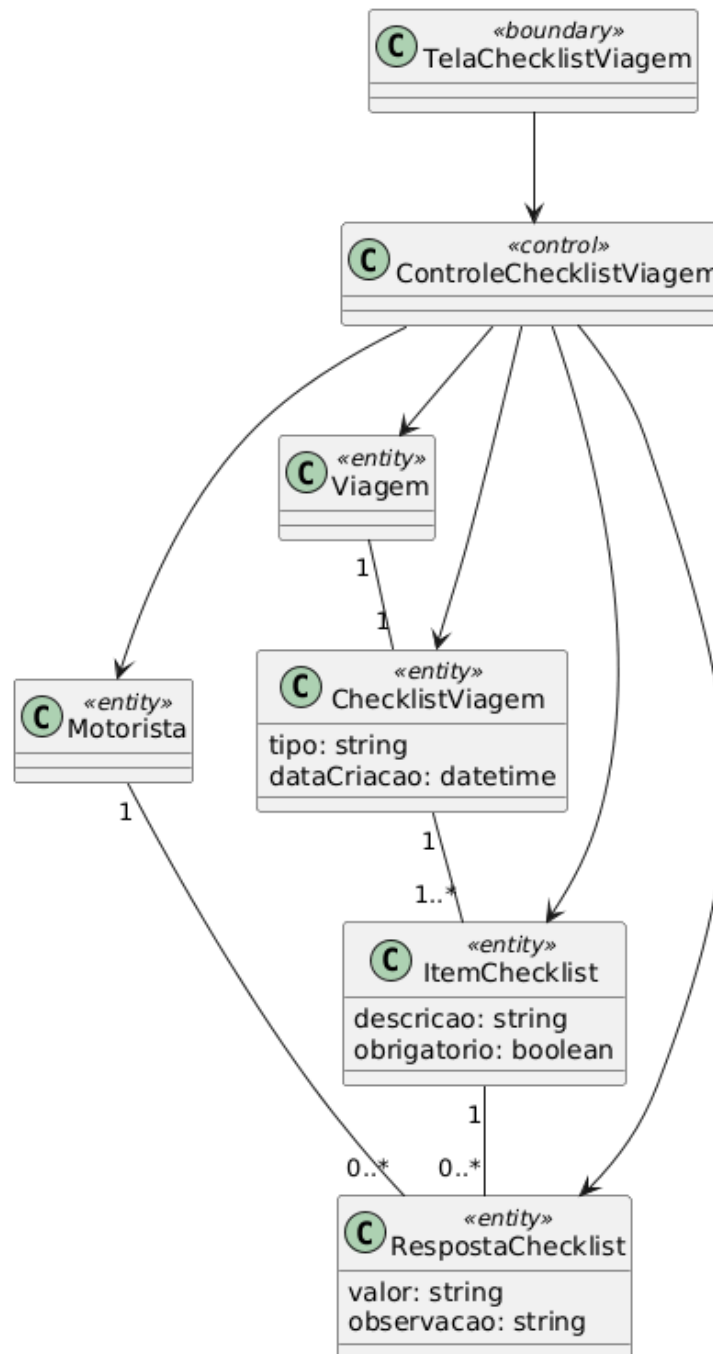 C
«boundary»
TelaChecklistViagem
C
«control»
ControleChecklistViagem
C
«entity»
Viagem
1
1
C
«entity»
ChecklistViagem
tipo: string
dataCriacao: datetime
C
«entity»
Motorista
1
1
1..*
C
«entity»
ItemChecklist
descricao: string
obrigatorio: boolean
1
0..*
0..*
C
«entity»
RespostaChecklist
valor: string
observacao: string